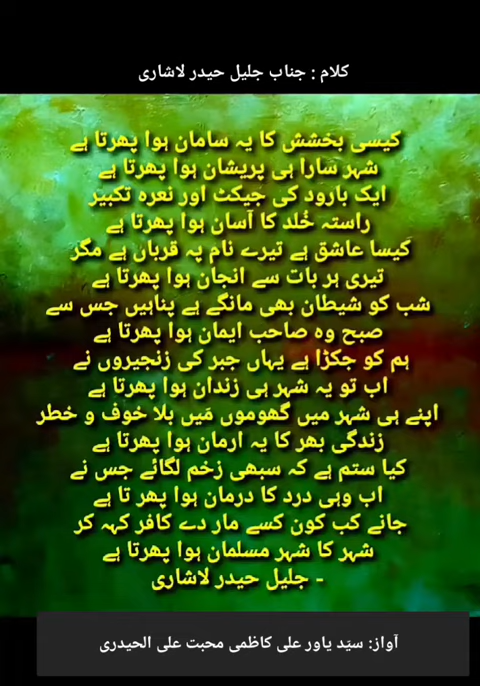 کلام : جناب جلیل حیدر لاشاری
کیسی بخشش کا یہ سامان ہوا پھرتا ہے
شہر سارا ہی پریشان ہوا پھرتا ہے
ایک بارود کی جیکٹ اور نعرہ تکبیر
راستہ خُلد کا آسان ہوا پھرتا ہے
کیسا عاشق ہے تیرے نام پہ قرباں ہے مگر
تیری ہر بات سے انجان ہوا پھرتا ہے
شب کو شیطان بھی مانگے ہے پناہیں جس سے
صبح وہ صاحب ایمان ہوا پھرتا ہے
ہم کو جکڑا ہے یہاں جبر کی زنجیروں نے
اب تو یہ شہر ہی زندان ہوا پھرتا ہے
اپنے ہی شہر میں گھوموں مَیں بلا خوف و خطر
زندگی بھر کا یہ ارمان ہوا پھرتا ہے
کیا ستم ہے کہ سبھی زخم لگائے جس نے
اب وہی درد کا درمان ہوا پھر تا ہے
جانے کب کون کسے مار دے کافر کہہ کر
شہر کا شہر مسلمان ہوا پھرتا ہے
- جلیل حیدر لاشاری
آواز: سیّد یاور علی کاظمی محبت علی الحیدری